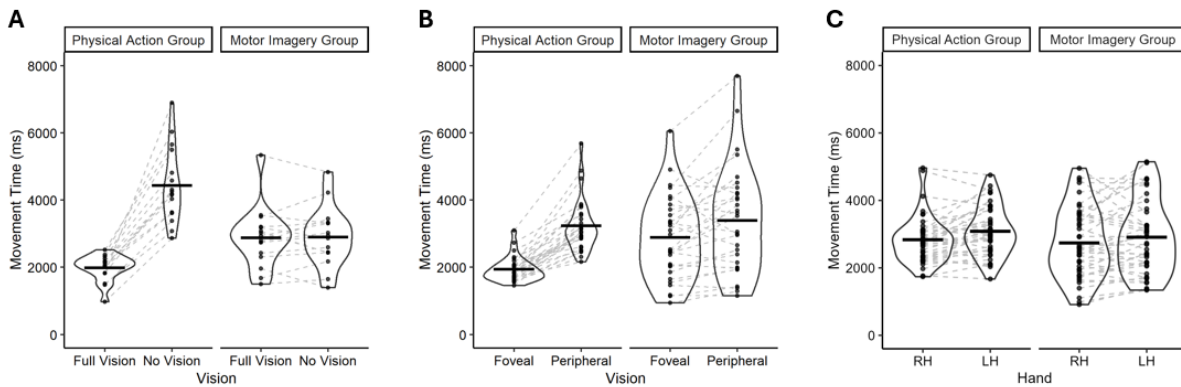 A
Physical Action Group Motor Imagery Group
8000
6000
4000
2000
0
Movement Time (ms)
Full Vision No Vision Full Vision No Vision
Vision
B
Physical Action Group Motor Imagery Group
8000
6000
4000
2000
0
Movement Time (ms)
Foveal Peripheral Foveal Peripheral
Vision
C
Physical Action Group Motor Imagery Group
8000
6000
4000
2000
0
Movement Time (ms)
RH LH RH LH
Hand